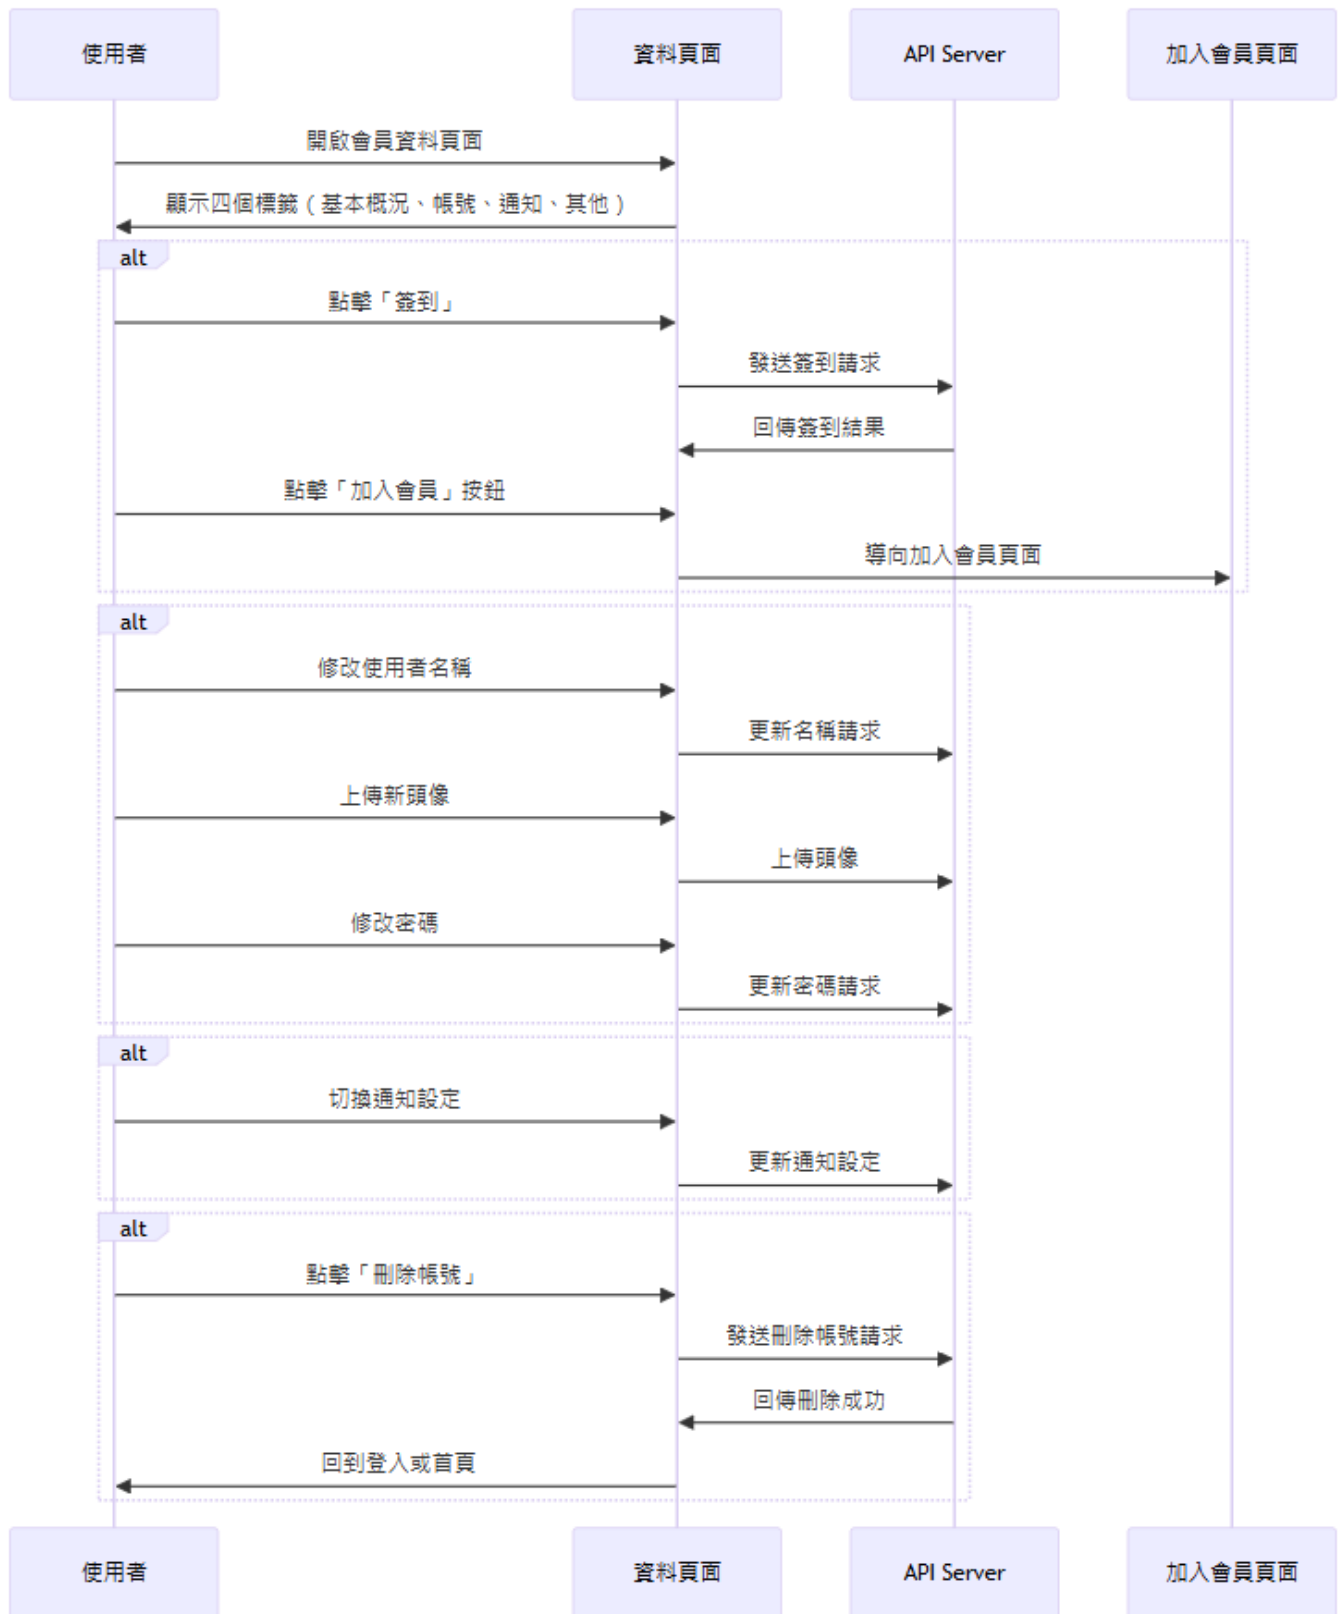 使用者
資料頁面
API Server
加入會員頁面
開啟會員資料頁面
顯示四個標籤（基本概況、帳號、通知、其他）
alt
點擊「簽到」
發送簽到請求
回傳簽到結果
點擊「加入會員」按鈕
導向加入會員頁面
alt
修改使用者名稱
更新名稱請求
上傳新頭像
上傳頭像
修改密碼
更新密碼請求
alt
切換通知設定
更新通知設定
alt
點擊「刪除帳號」
發送刪除帳號請求
回傳刪除成功
回到登入或首頁
使用者
資料頁面
API Server
加入會員頁面